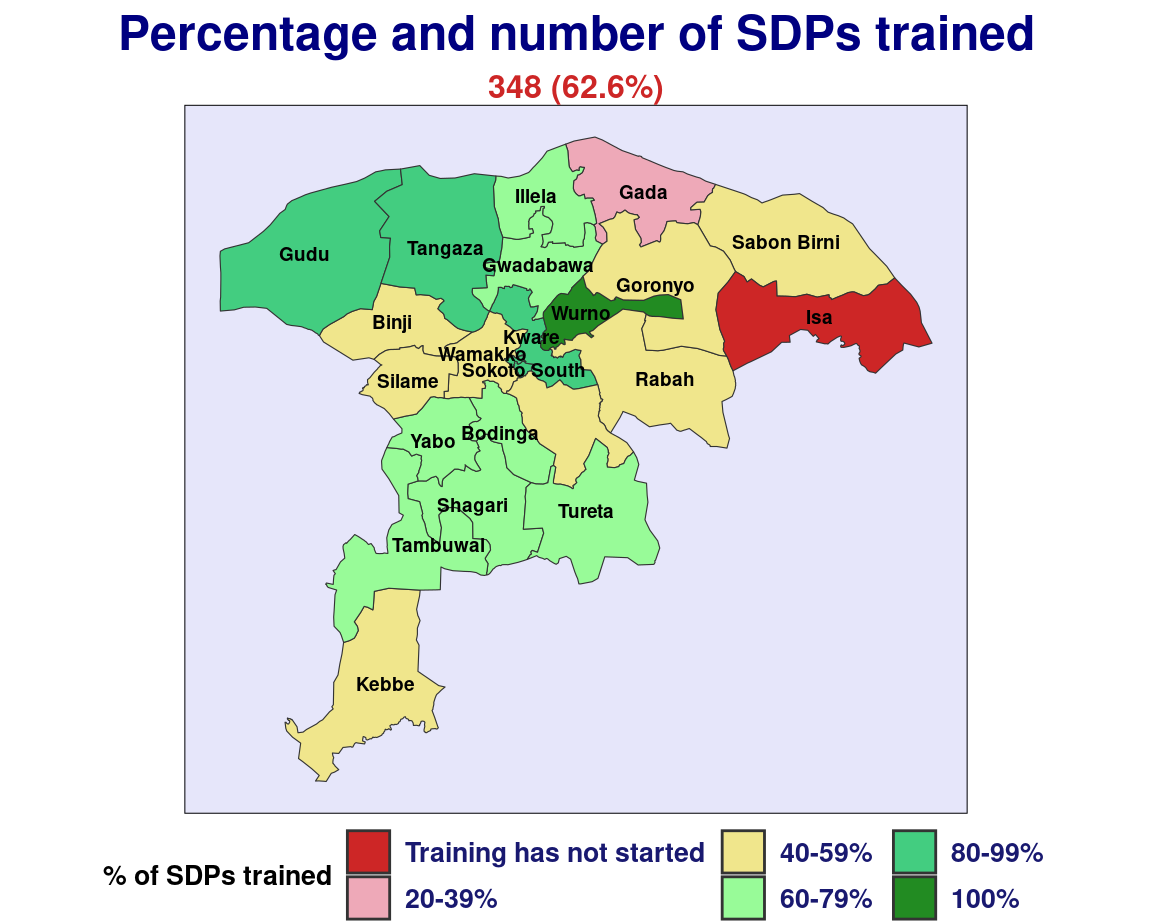 Percentage and number of SDPs trained
348 (62.6%)
Illela
Gada
Sabon Birni
Tangaza
Gudu
Gwadabawa
Goronyo
Wurno
Isa
Binji
Kware
Wamakko
Sokoto South
Silame
Rabah
Yabo
Bodinga
Shagari
Tureta
Tambuwal
Kebbe
% of SDPs trained
Training has not started
20-39%
40-59%
60-79%
80-99%
100%